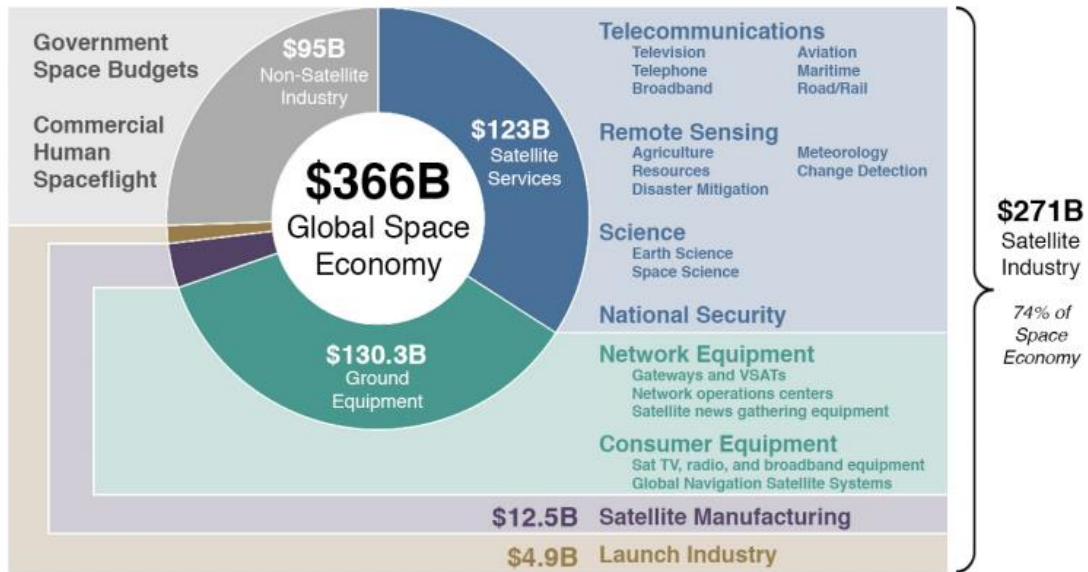 Government
Space Budgets
Commercial
Human
Spaceflight
$95B
Non-Satellite
Industry
$123B
Satellite
Services
$366B
Global Space
Economy
$130.3B
Ground
Equipment
Telecommunications
Television Aviation
Telephone Maritime
Broadband Road/Rail
Remote Sensing
Agriculture Meteorology
Resources Change Detection
Disaster Mitigation
Science
Earth Science
Space Science
National Security
Network Equipment
Gateways and VSATs
Network operations centers
Satellite news gathering equipment
Consumer Equipment
Sat TV, radio, and broadband equipment
Global Navigation Satellite Systems
$12.5B Satellite Manufacturing
$4.9B Launch Industry
$271B
Satellite
Industry
74% of
Space
Economy